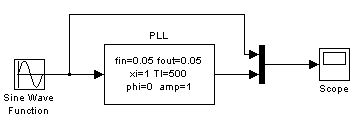 PLL
fin=0.05 fout=0.05
xi=1 TI=500
phi=0 amp=1
Sine Wave
Function
Scope